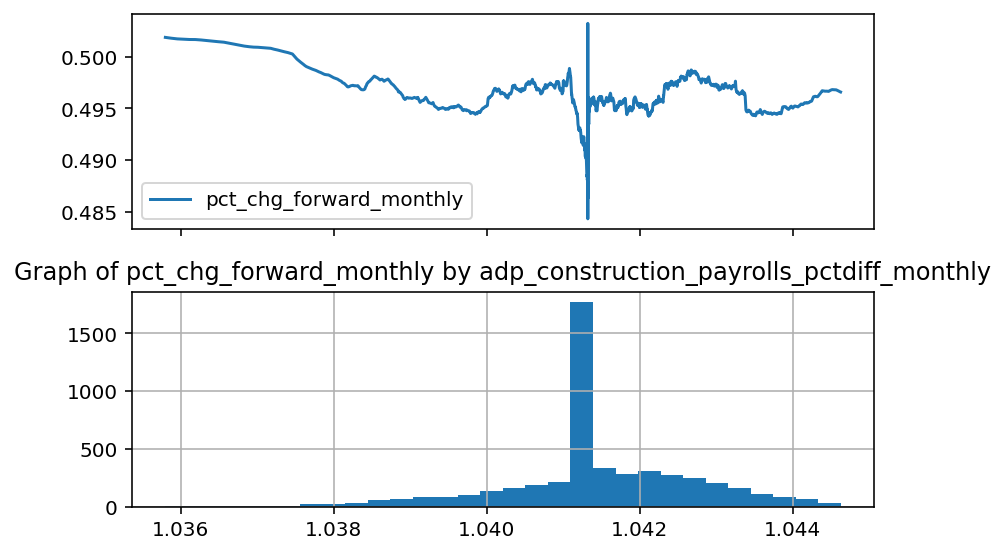 0.500
0.495
0.490
0.485
pct_chg_forward_monthly
Graph of pct_chg_forward_monthly by adp_construction_payrolls_pctdiff_monthly
1500
1000
500
0
1.036 1.038 1.040 1.042 1.044